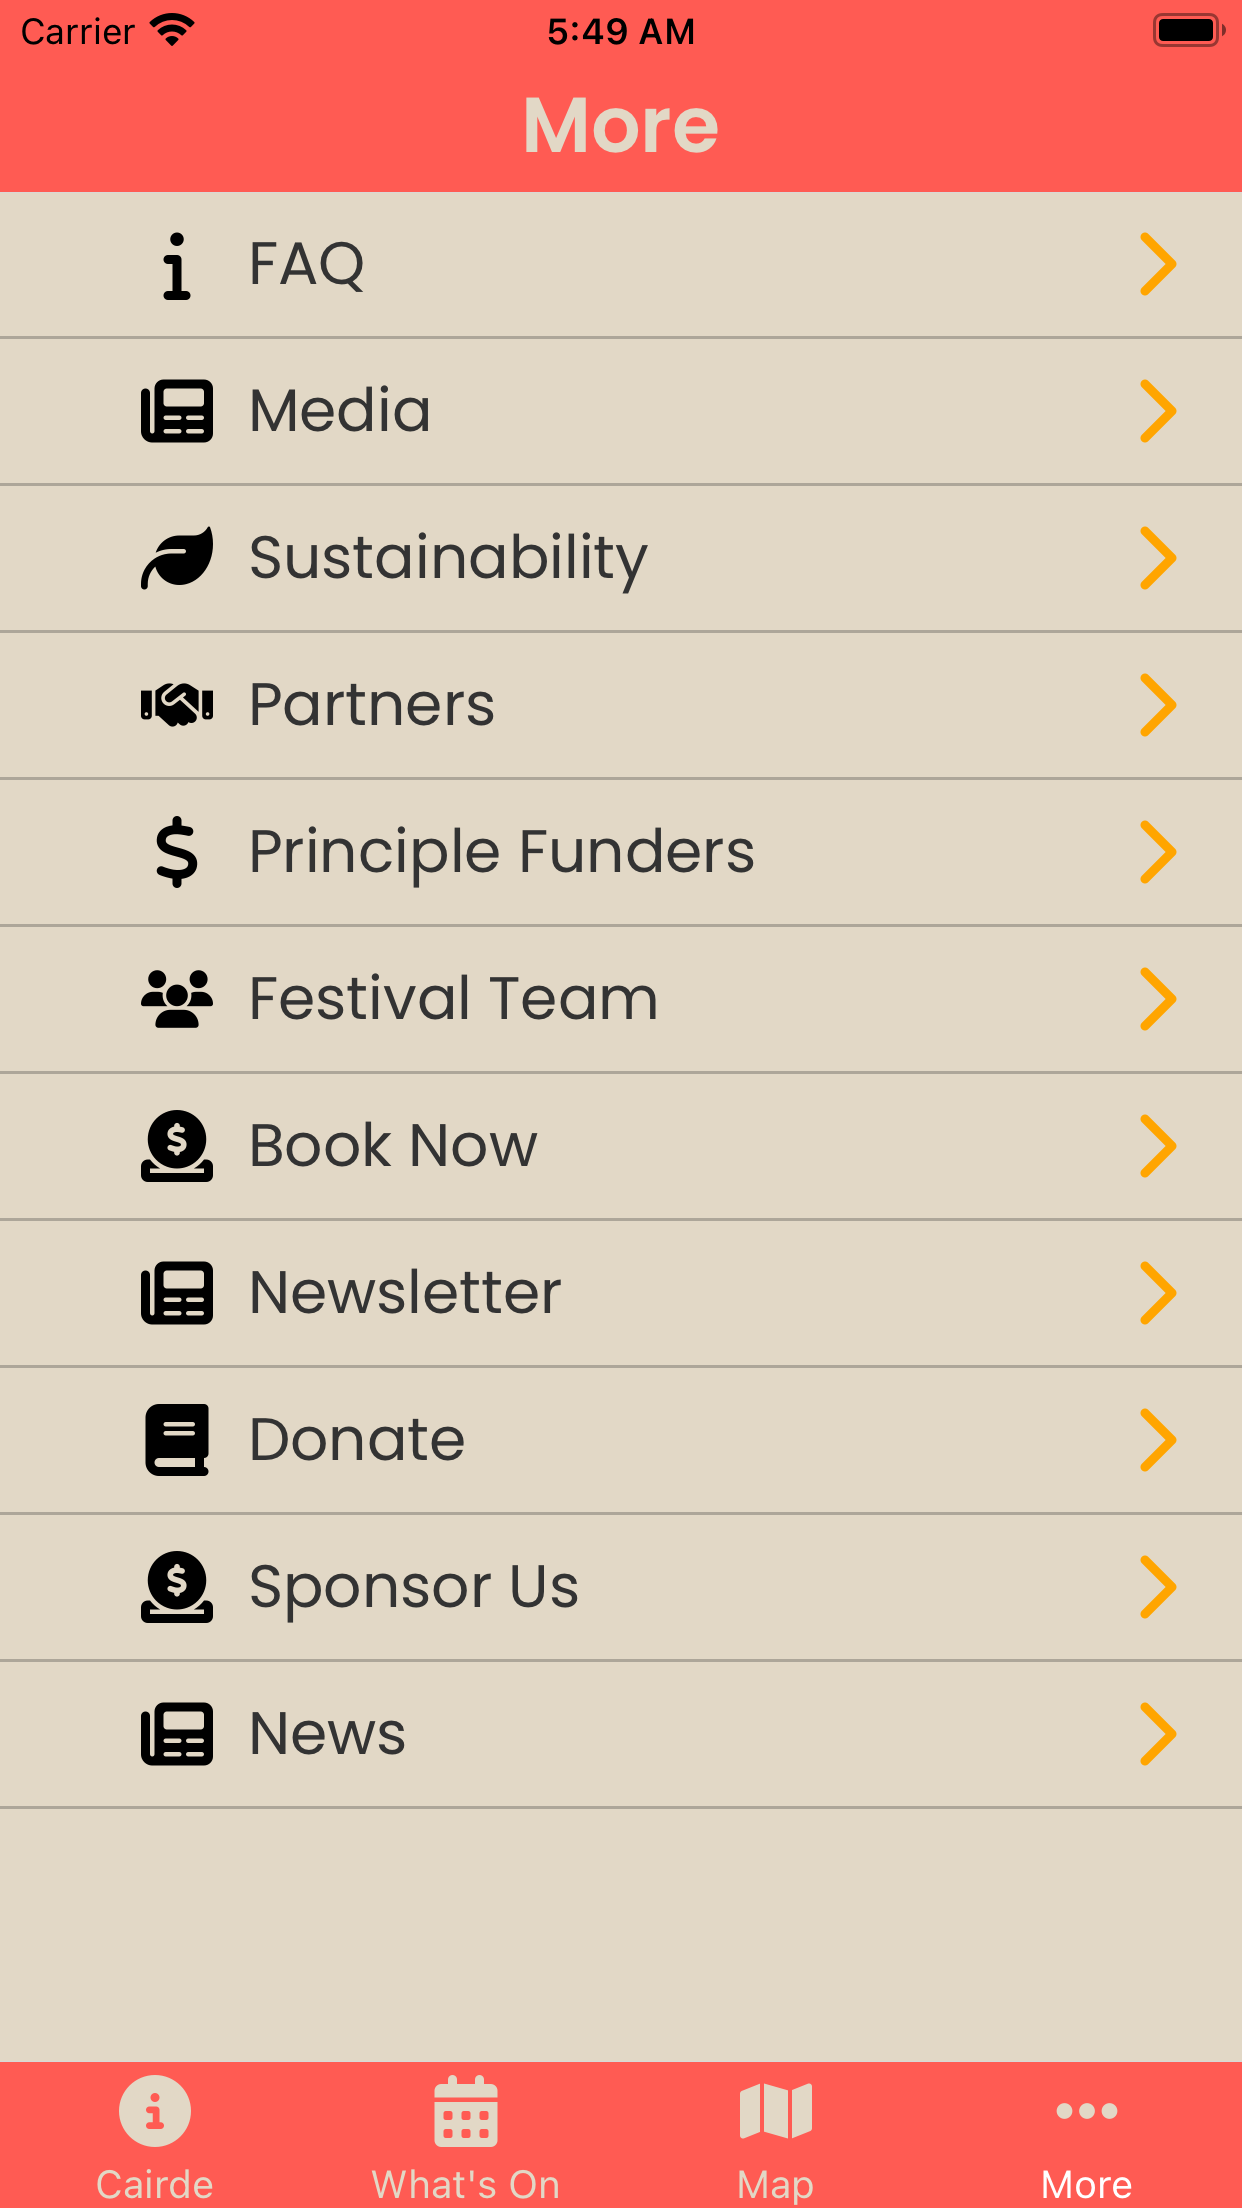 Carrier 5:49 AM
More
FAQ
Media
Sustainability
Partners
Principle Funders
Festival Team
Book Now
Newsletter
Donate
Sponsor Us
News
Cairde What's On Map More